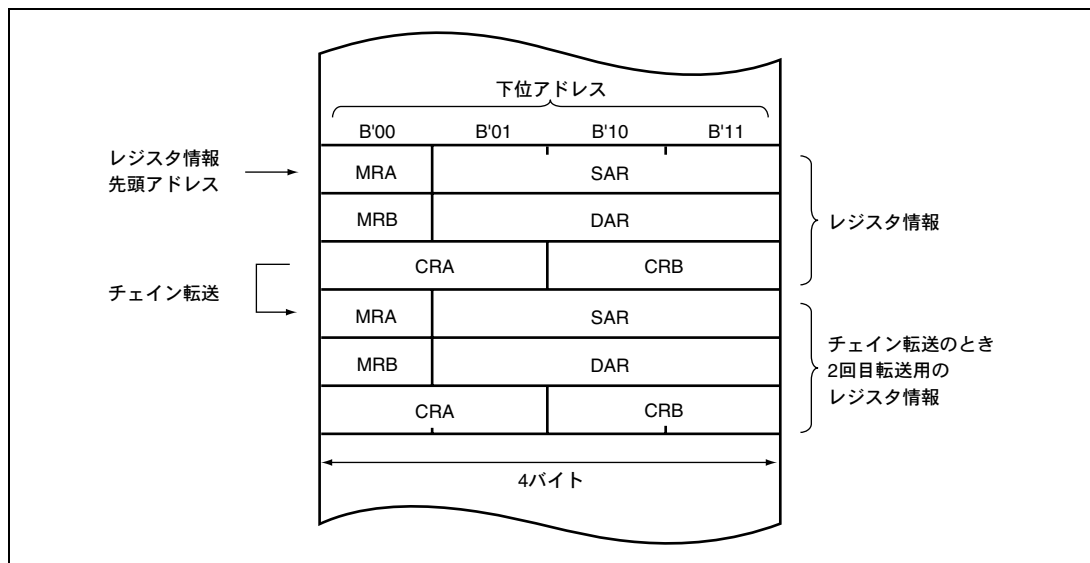 下位アドレス
B'00 B'01 B'10 B'11
レジスタ情報
先頭アドレス
MRA SAR
MRB DAR
CRA CRB
レジスタ情報
チェイン転送
MRA SAR
MRB DAR
CRA CRB
チェイン転送のとき
2回目転送用の
レジスタ情報
4バイト